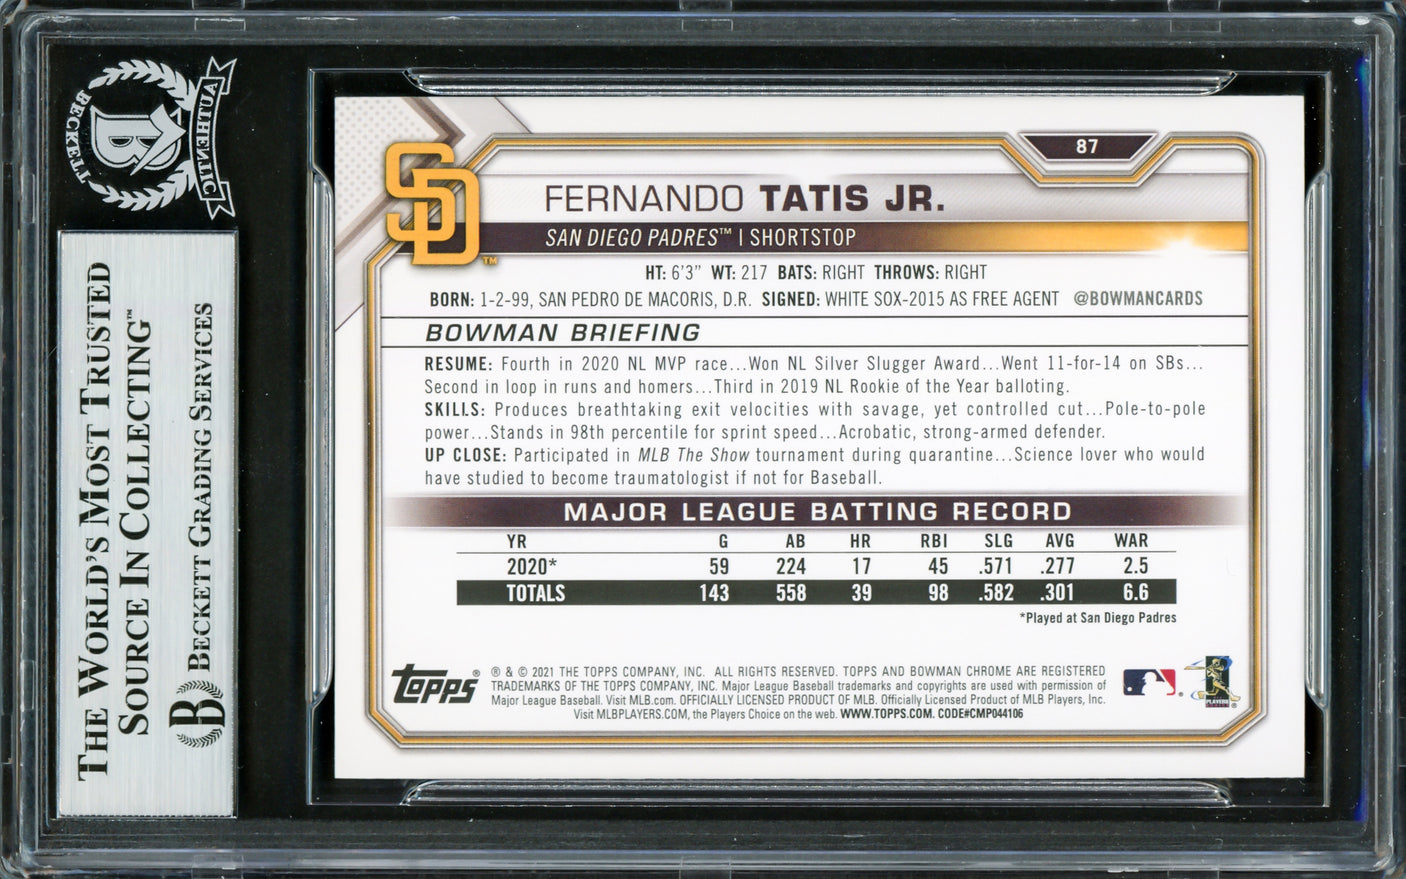 BECKETT
AUTHENTIC
B
THE WORLD'S MOST TRUSTED
SOURCE IN COLLECTING™
B BECKETT GRADING SERVICES
87
SD™
FERNANDO TATIS JR.
SAN DIEGO PADRES™ | SHORTSTOP
HT: 6'3" WT: 217 BATS: RIGHT THROWS: RIGHT
BORN: 1-2-99, SAN PEDRO DE MACORIS, D.R. SIGNED: WHITE SOX-2015 AS FREE AGENT @BOWMANCARDS
BOWMAN BRIEFING
RESUME: Fourth in 2020 NL MVP race...Won NL Silver Slugger Award...Went 11-for-14 on SBs...
Second in loop in runs and homers...Third in 2019 NL Rookie of the Year balloting.
SKILLS: Produces breathtaking exit velocities with savage, yet controlled cut...Pole-to-pole
power...Stands in 98th percentile for sprint speed...Acrobatic, strong-armed defender.
UP CLOSE: Participated in MLB The Show tournament during quarantine...Science lover who would
have studied to become traumatologist if not for Baseball.
MAJOR LEAGUE BATTING RECORD
YR G AB HR RBI SLG AVG WAR
2020* 59 224 17 45 .571 .277 2.5
TOTALS 143 558 39 98 .582 .301 6.6
*Played at San Diego Padres
Topps®
® & © 2021 THE TOPPS COMPANY, INC. ALL RIGHTS RESERVED. TOPPS AND BOWMAN CHROME ARE REGISTERED
TRADEMARKS OF THE TOPPS COMPANY, INC. Major League Baseball trademarks and copyrights are used with permission of
Major League Baseball. Visit MLB.com. OFFICIALLY LICENSED PRODUCT OF MLB. Officially Licensed Product of MLB Players, Inc.
Visit MLBPLAYERS.COM, the Players Choice on the web. WWW.TOPPS.COM. CODE#CMP044106
PLAYERS